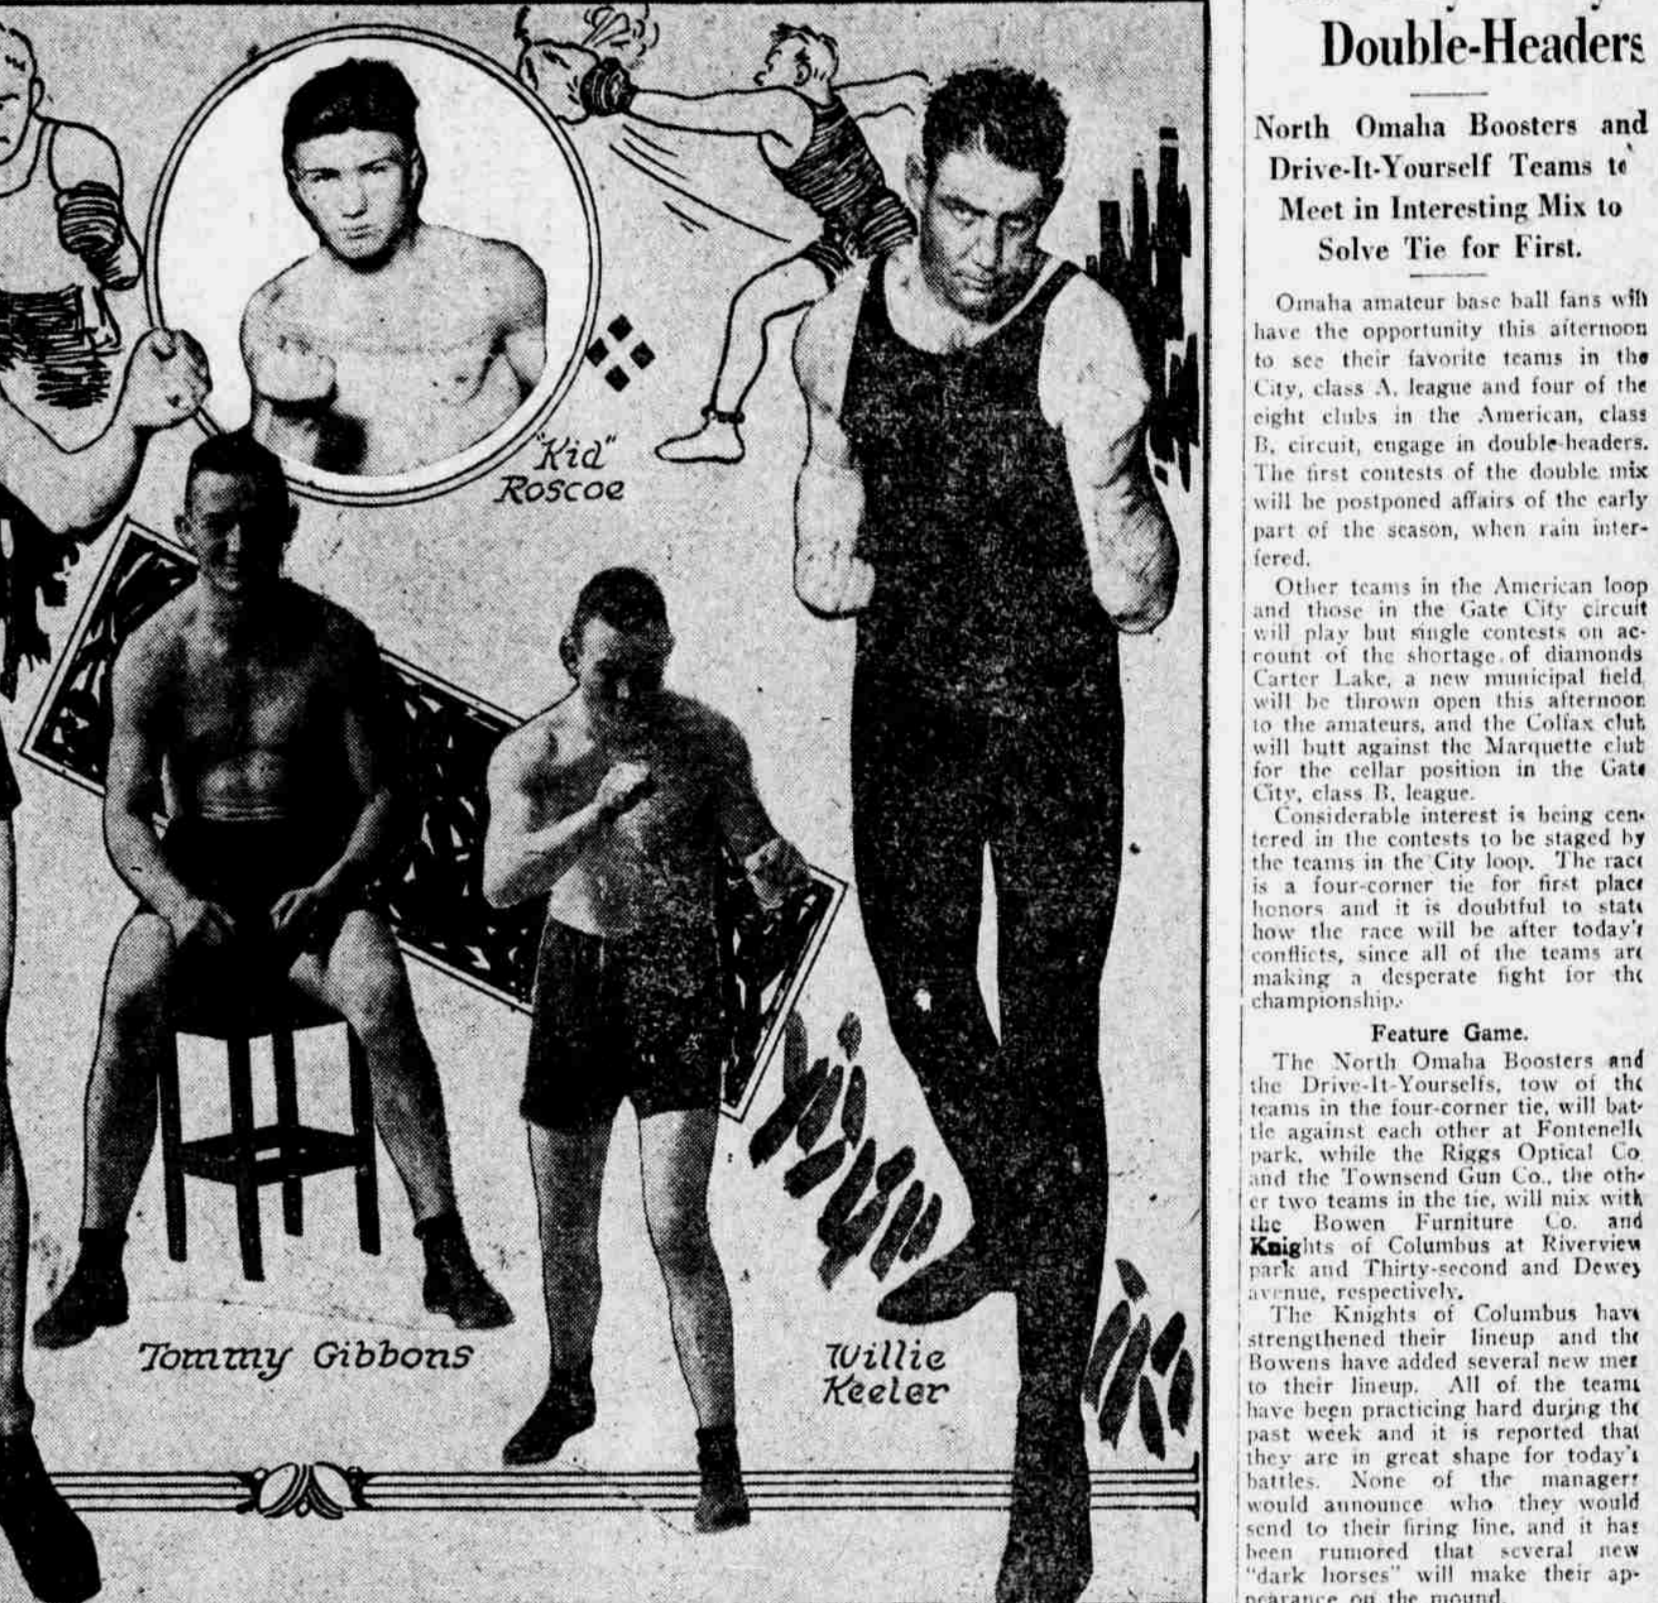 "Kid"
Roscoe
Tommy Gibbons
Willie
Keeler
Double-Headers
North Omaha Boosters and
Drive-It-Yourself Teams to
Meet in Interesting Mix to
Solve Tie for First.
Omaha amateur base ball fans will
have the opportunity this afternoon
to see their favorite teams in the
City, class A, league and four of the
eight clubs in the American, class
B, circuit, engage in double-headers.
The first contests of the double mix
will be postponed affairs of the early
part of the season, when rain inter-
fered.
Other teams in the American loop
and those in the Gate City circuit
will play but single contests on ac-
count of the shortage of diamonds
Carter Lake, a new municipal field,
will be thrown open this afternoon
to the amateurs, and the Colfax club
will butt against the Marquette club
for the cellar position in the Gate
City, class B, league.
Considerable interest is being cen-
tered in the contests to be staged by
the teams in the City loop. The race
is a four-corner tie for first place
honors and it is doubtful to state
how the race will be after today's
conflicts, since all of the teams are
making a desperate fight for the
championship.
Feature Game.
The North Omaha Boosters and
the Drive-It-Yourselfs, tow of the
teams in the four-corner tie, will bat-
tle against each other at Fontenelle
park, while the Riggs Optical Co.
and the Townsend Gun Co., the oth-
er two teams in the tie, will mix with
the Bowen Furniture Co. and
Knights of Columbus at Riverview
park and Thirty-second and Dewey
avenue, respectively.
The Knights of Columbus have
strengthened their lineup and the
Bowens have added several new men
to their lineup. All of the teams
have been practicing hard during the
past week and it is reported that
they are in great shape for today's
battles. None of the managers
would announce who they would
send to their firing line, and it has
been rumored that several new
"dark horses" will make their ap-
pearance on the mound.